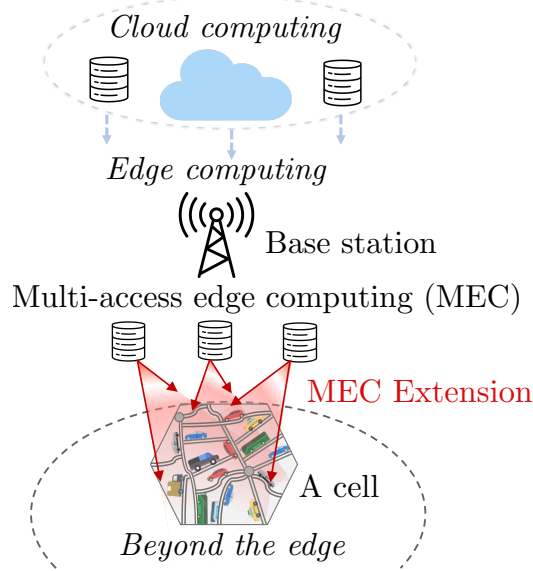 Cloud computing
Edge computing
Base station
Multi-access edge computing (MEC)
MEC Extension
A cell
Beyond the edge